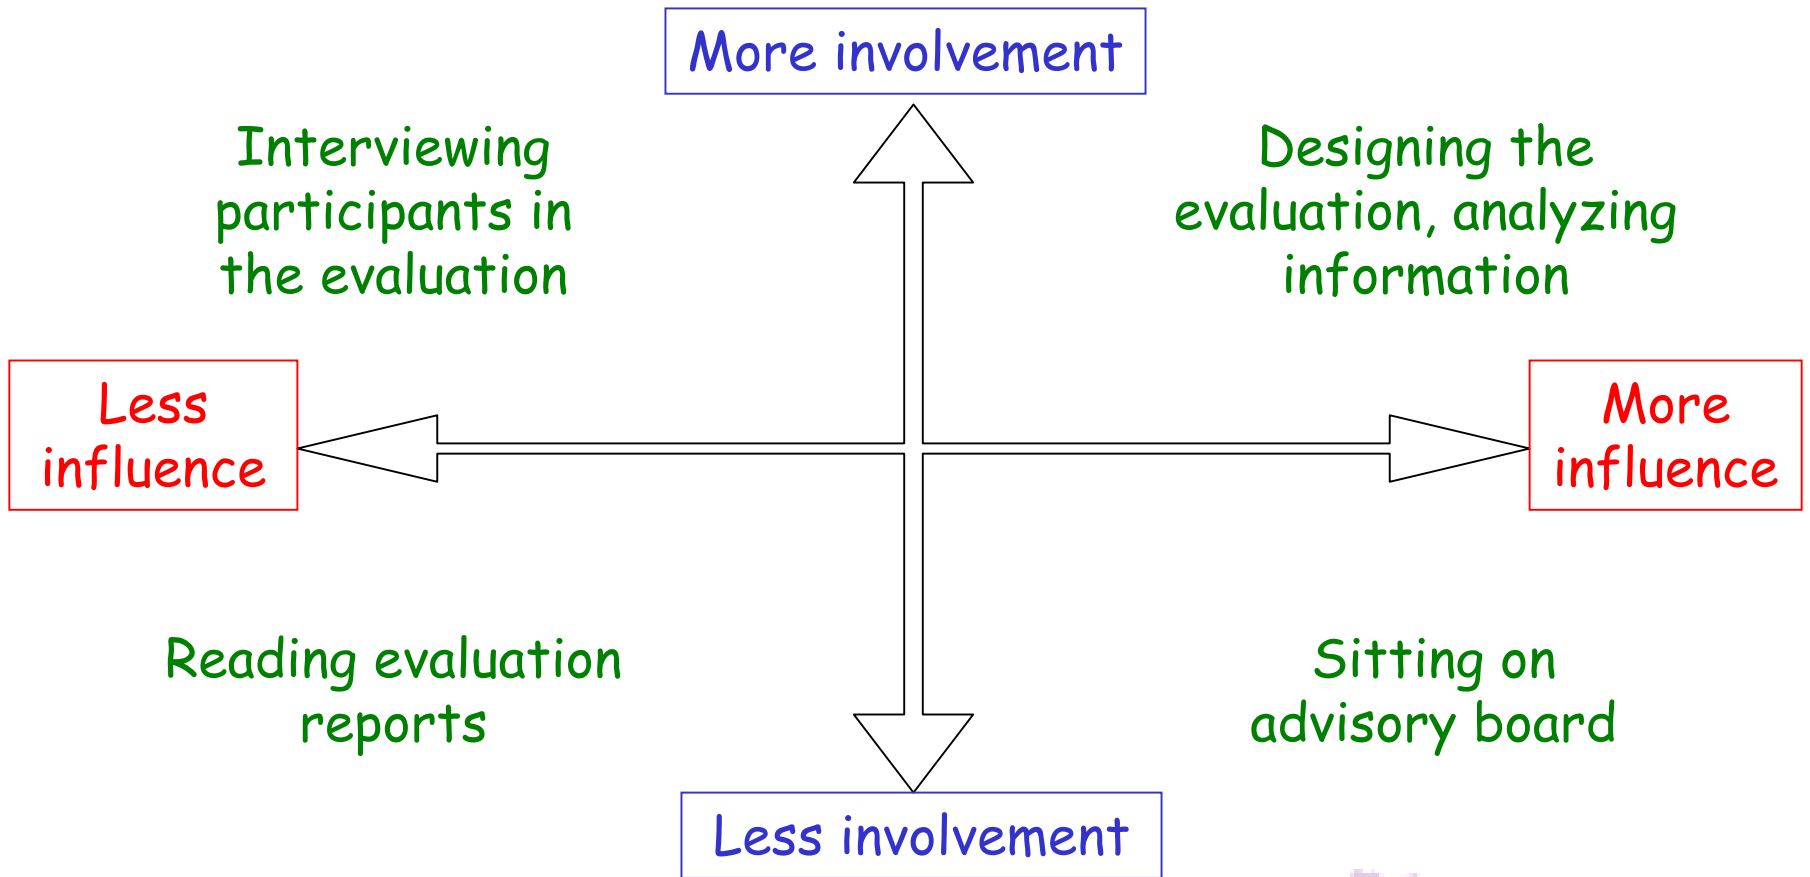 More involvement
Interviewing
participants in
the evaluation
Designing the
evaluation, analyzing
information
Less
influence
More
influence
Reading evaluation
reports
Sitting on
advisory board
Less involvement